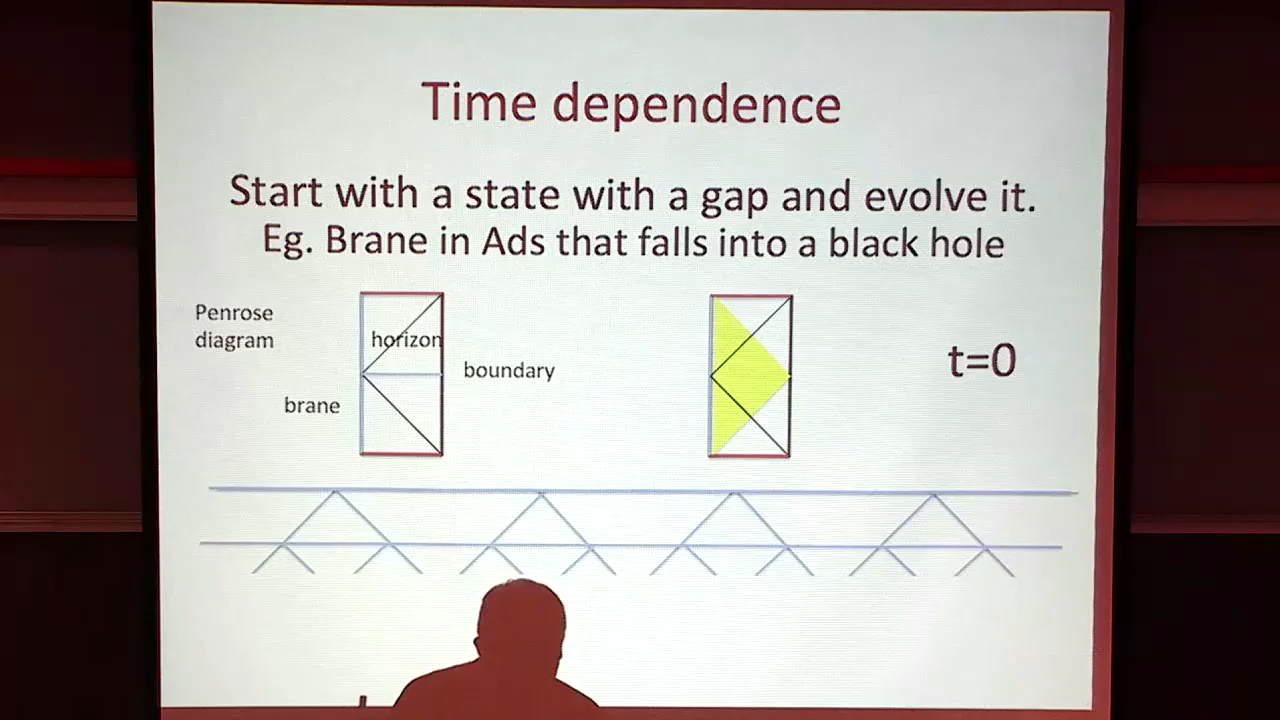 Time dependence
Start with a state with a gap and evolve it.
Eg. Brane in Ads that falls into a black hole
Penrose
diagram
horizon
boundary
brane
t=0